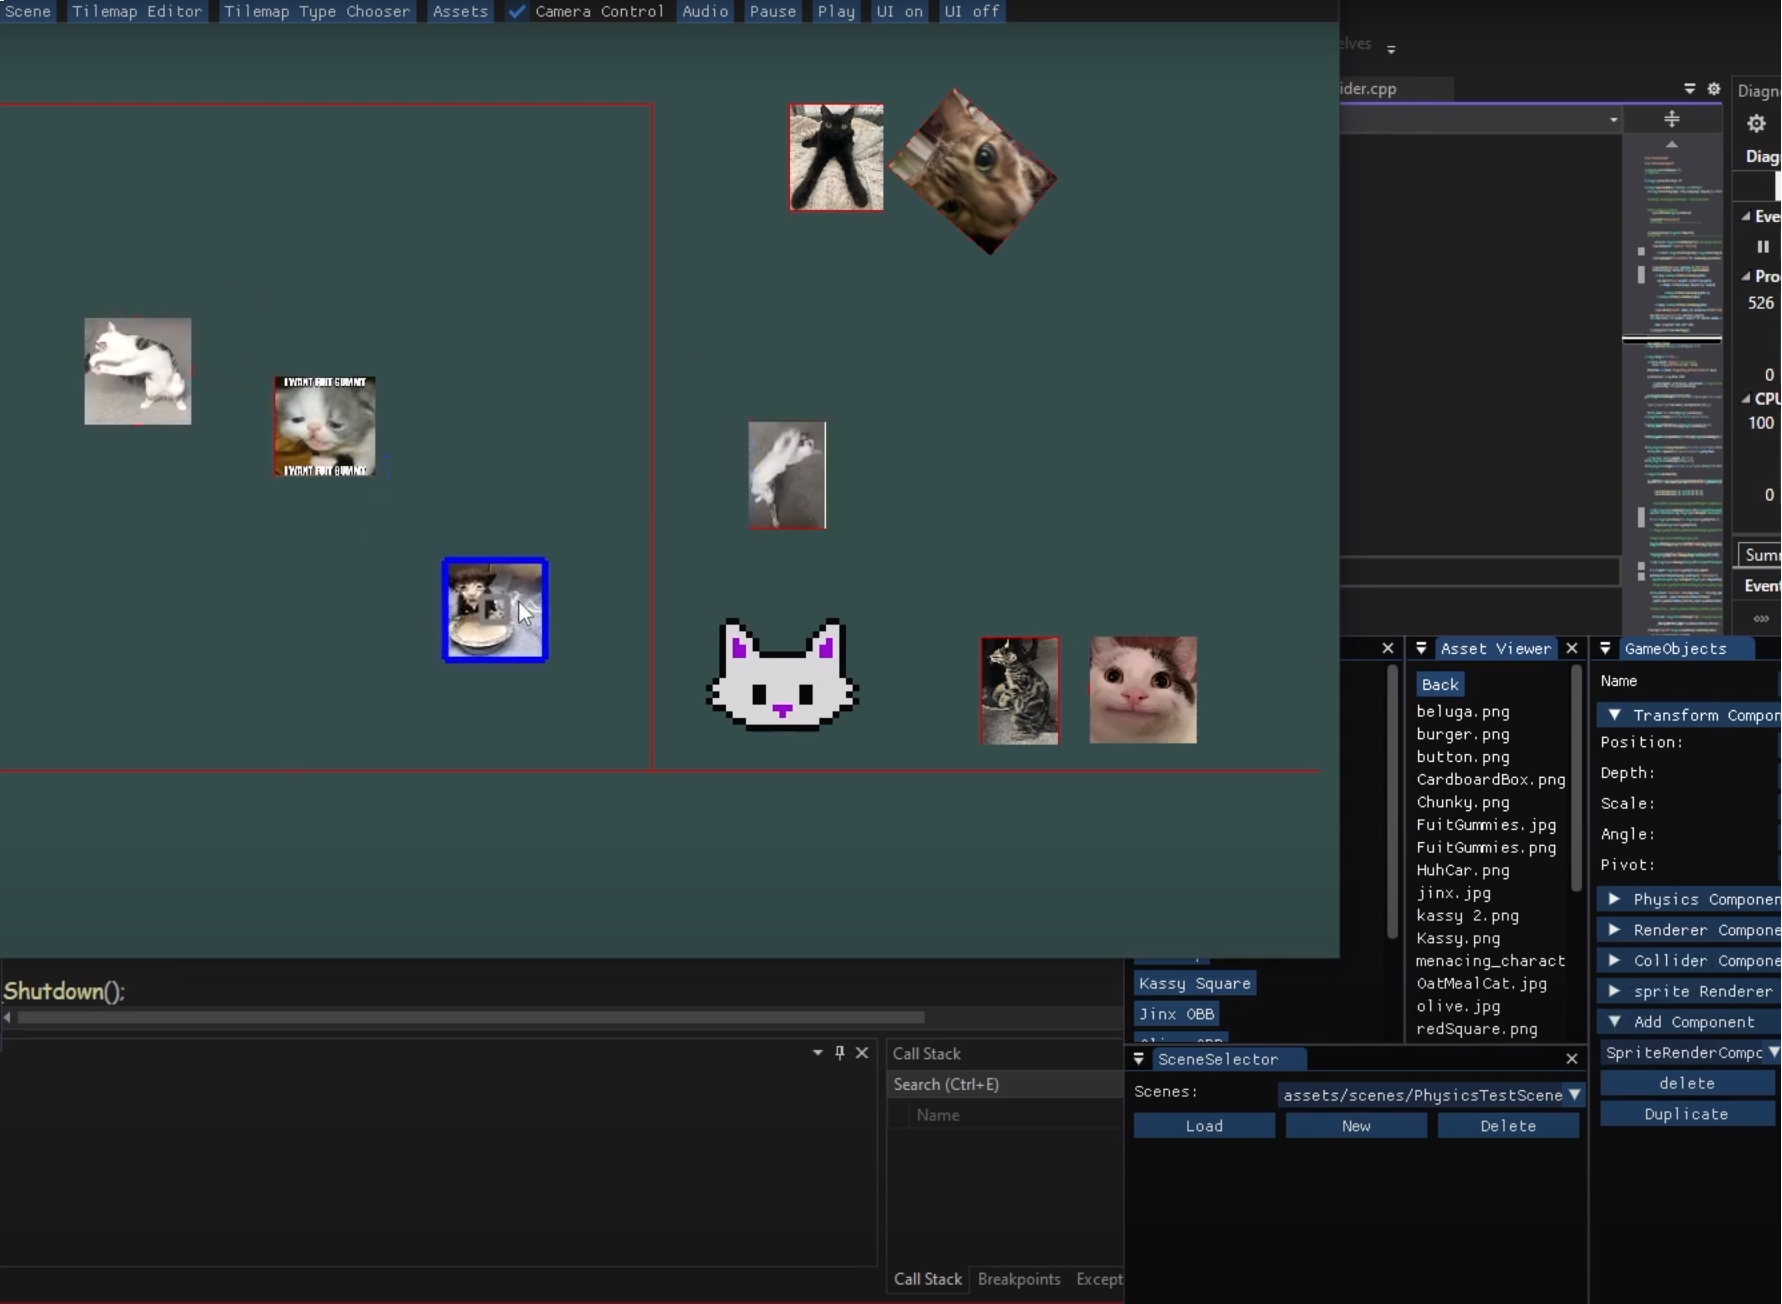 Scene Tilemap Editor Tilemap Type Chooser Assets Camera Control Audio Pause Play UI on UI off
elves
ider.cpp
Diagn
Diag
Eve
Pro
526
0
CPU
100
0
Sum
Event
I WANT FUIT GUMMY
I WANT FUIT GUMMY
Asset Viewer
Back
beluga.png
burger.png
button.png
CardboardBox.png
Chunky.png
FuitGummies.jpg
FuitGummies.png
HuhCar.png
jinx.jpg
kassy 2.png
Kassy.png
menacing_charact
OatMealCat.jpg
olive.jpg
redSquare.png
GameObjects
Name
Transform Compon
Position:
Depth:
Scale:
Angle:
Pivot:
Physics Componen
Renderer Compone
Collider Compone
sprite Renderer
Add Component
SpriteRenderCompo
delete
Duplicate
Kassy Square
Jinx OBB
Shutdown();
Call Stack
Search (Ctrl+E)
Name
Call Stack Breakpoints Except
SceneSelector
Scenes: assets/scenes/PhysicsTestScene
Load New Delete